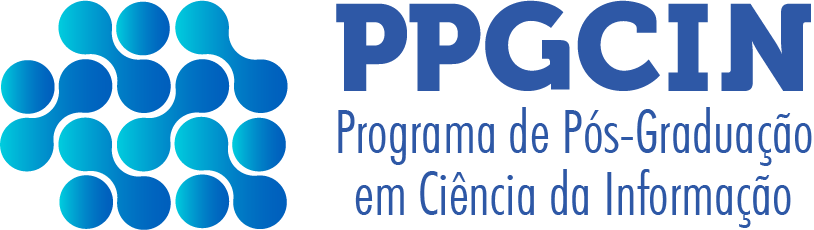 PPGCIN
Programa de Pós-Graduação
em Ciência da Informação